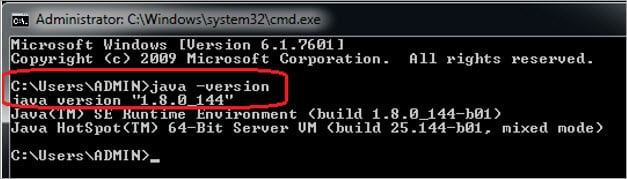 Administrator: C:\Windows\system32\cmd.exe
Microsoft Windows [Version 6.1.7601]
Copyright (c) 2009 Microsoft Corporation.  All rights reserved.
C:\Users\ADMIN>java -version
java version "1.8.0_144"
Java(TM) SE Runtime Environment (build 1.8.0_144-b01)
Java HotSpot(TM) 64-Bit Server VM (build 25.144-b01, mixed mode)
C:\Users\ADMIN>_